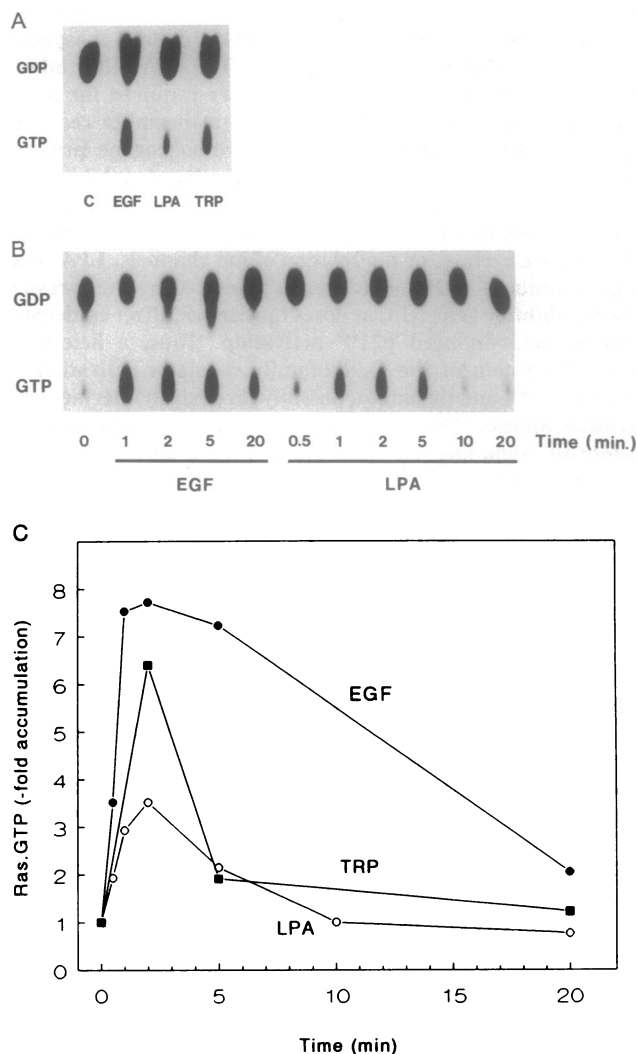 A
GDP
GTP
C EGF LPA TRP
B
GDP
GTP
0 1 2 5 20 0.5 1 2 5 10 20 Time (min.)
EGF LPA
C
8
7
6
5
4
3
2
1
0
Ras.GTP (-fold accumulation)
EGF
TRP
LPA
0 5 10 15 20
Time (min)